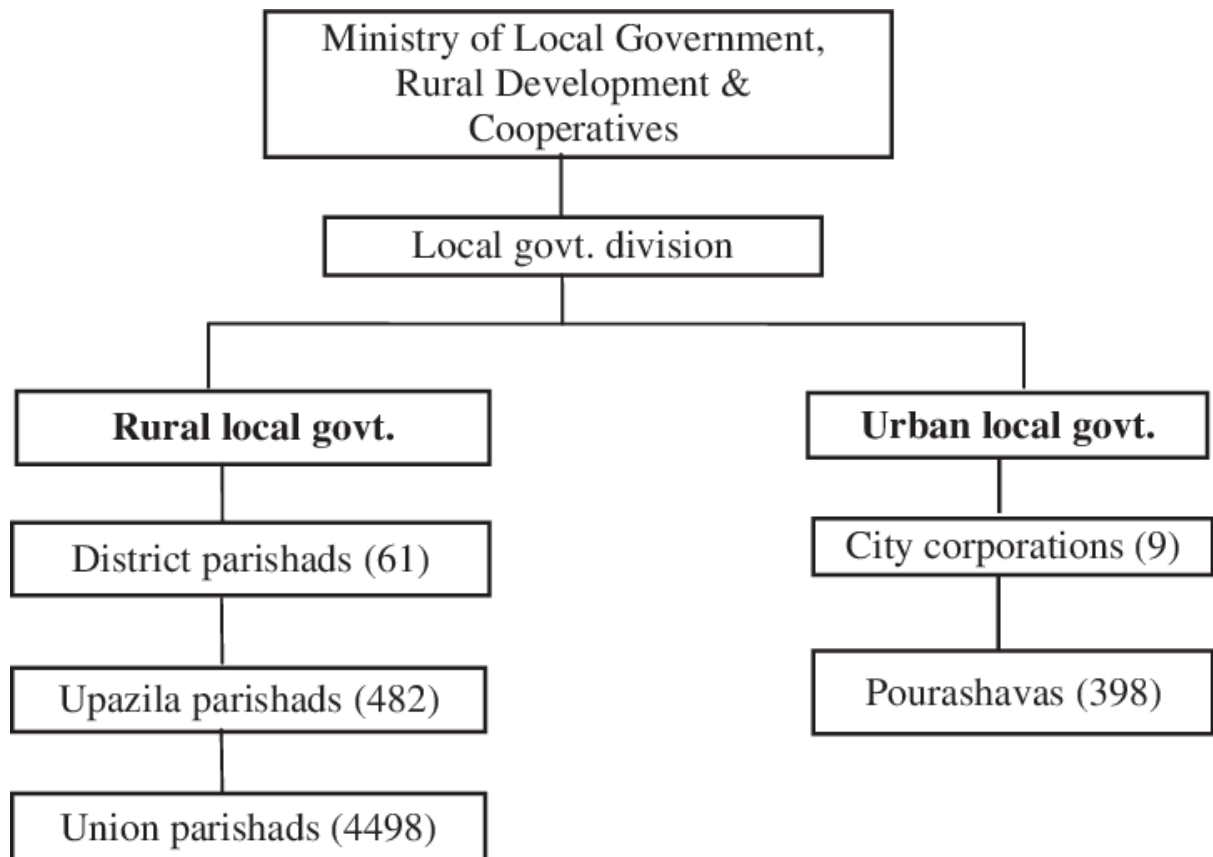 Ministry of Local Government,
Rural Development &
Cooperatives
Local govt. division
Rural local govt.
Urban local govt.
District parishads (61)
City corporations (9)
Upazila parishads (482)
Pourashavas (398)
Union parishads (4498)